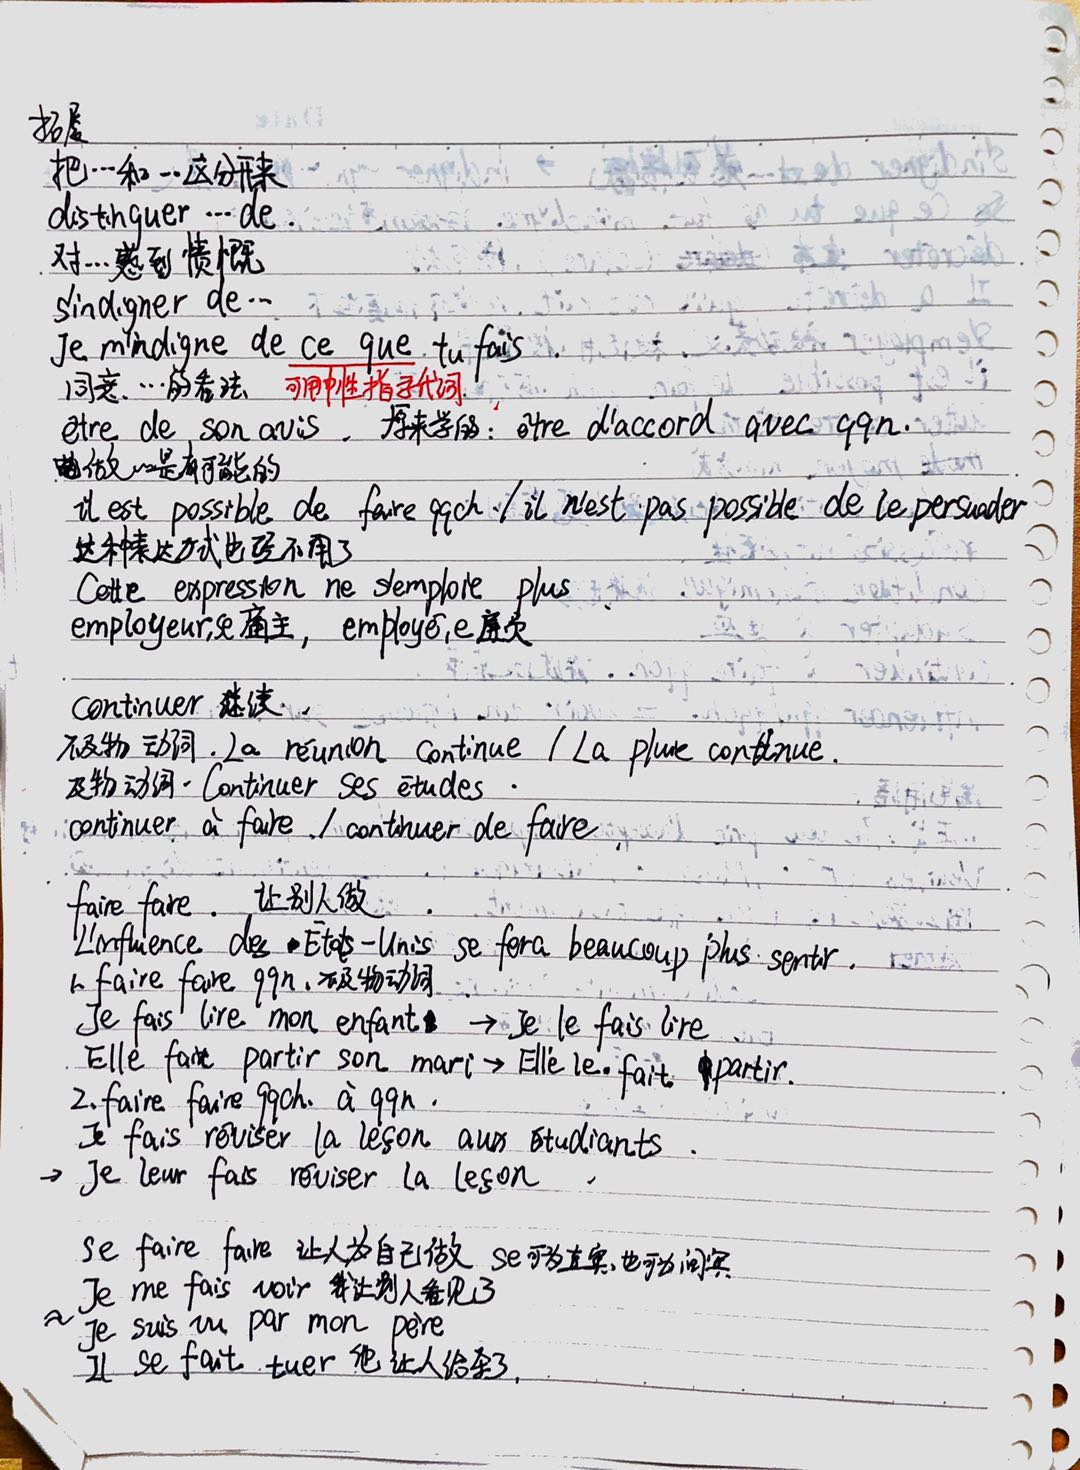 拓展
把…和…区分开来
distinguer … de.
对…感到愤慨
s'indigner de…
Je m'indigne de ce que tu fais.
同意…的看法 可用中性指示代词
être de son avis. 原来学的: être d'accord avec qqn.
做…是有可能的
il est possible de faire qqch / il n'est pas possible de le persuader
这种表达方式已经不用了
Cette expression ne s'emploie plus
employeur,se 雇主, employé,e 雇员
continuer 继续.
不及物动词. La réunion continue / La pluie continue.
及物动词. Continuer ses études.
continuer à faire / continuer de faire
faire faire. 让别人做
L'influence des États-Unis se fera beaucoup plus sentir.
1. faire faire qqn. 不及物动词
Je fais lire mon enfant → Je le fais lire
Elle fait partir son mari → Elle le fait partir.
2. faire faire qqch. à qqn.
Je fais réviser la leçon aux étudiants.
→ Je leur fais réviser la leçon
se faire faire 让人为自己做 se可为直宾,也可为间宾
Je me fais voir 我让别人看见了
≈ Je suis vu par mon père
Il se fait tuer 他让人给杀了.